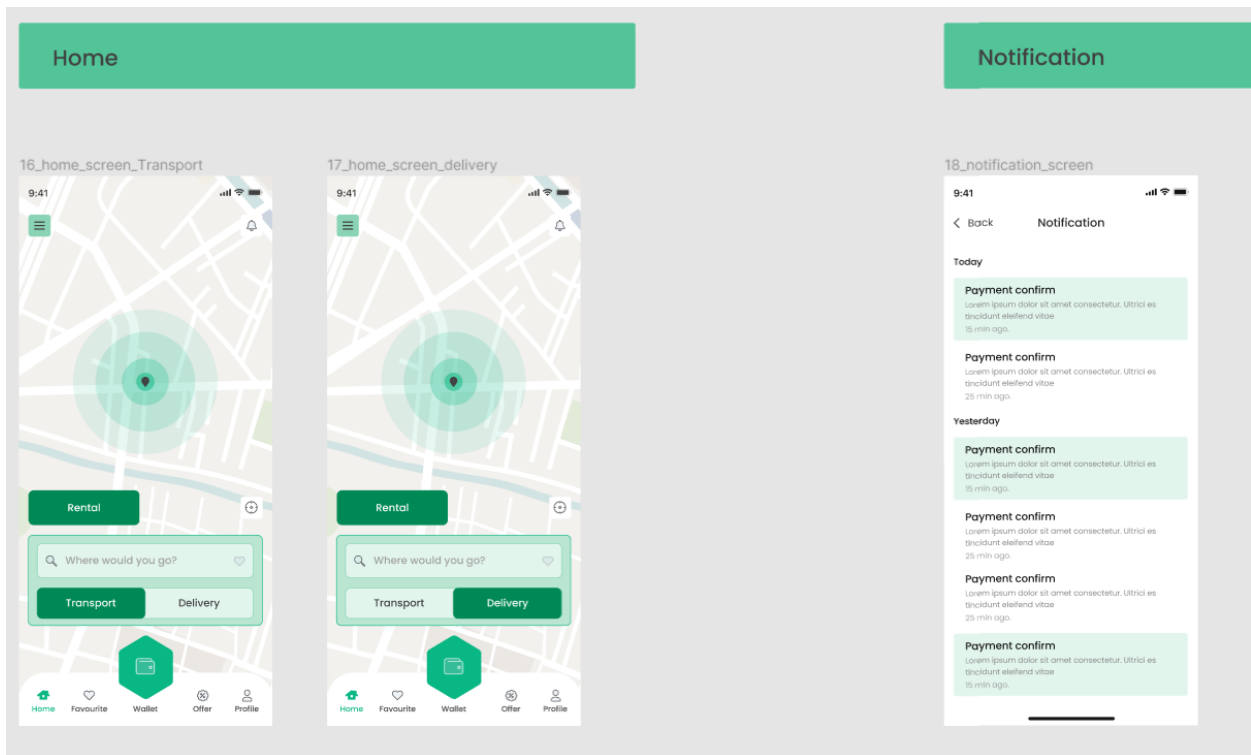 Home
Notification
16_home_screen_Transport
17_home_screen_delivery
18_notification_screen
9:41
Rental
Where would you go?
Transport Delivery
Home Favourite Wallet Offer Profile
9:41
Rental
Where would you go?
Transport Delivery
Home Favourite Wallet Offer Profile
9:41
Back Notification
Today
Payment confirm
Lorem ipsum dolor sit amet consectetur. Ultrici es
tincidunt eleifend vitae
15 min ago.
Payment confirm
Lorem ipsum dolor sit amet consectetur. Ultrici es
tincidunt eleifend vitae
25 min ago.
Yesterday
Payment confirm
Lorem ipsum dolor sit amet consectetur. Ultrici es
tincidunt eleifend vitae
15 min ago.
Payment confirm
Lorem ipsum dolor sit amet consectetur. Ultrici es
tincidunt eleifend vitae
25 min ago.
Payment confirm
Lorem ipsum dolor sit amet consectetur. Ultrici es
tincidunt eleifend vitae
25 min ago.
Payment confirm
Lorem ipsum dolor sit amet consectetur. Ultrici es
tincidunt eleifend vitae
15 min ago.